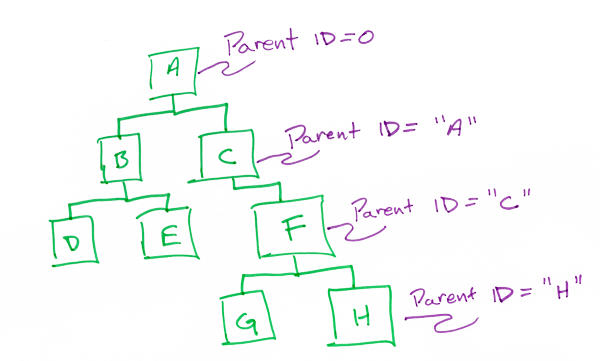 A
Parent ID=0
B
C
Parent ID= "A"
D
E
F
Parent ID="C"
G
H
Parent ID="H"